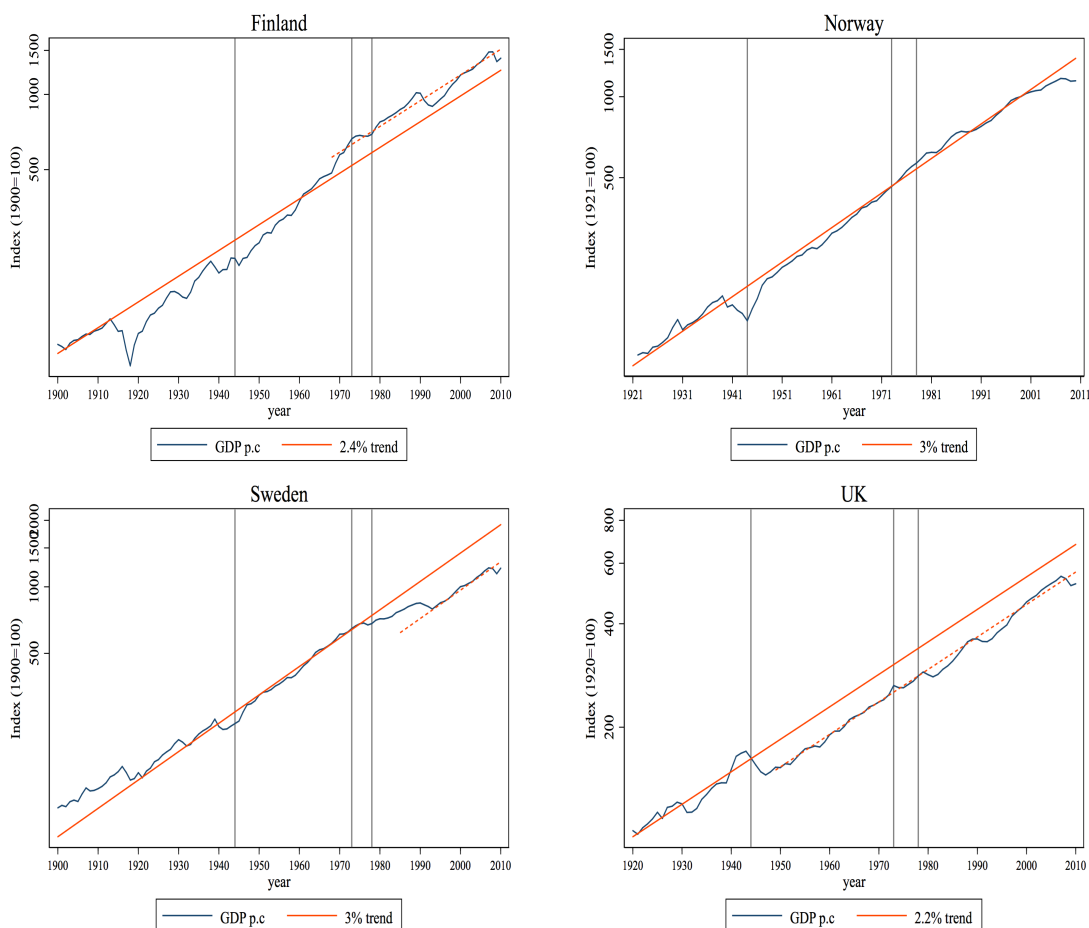 Finland
Index (1900=100)
500
1000
1500
1900 1910 1920 1930 1940 1950 1960 1970 1980 1990 2000 2010
year
GDP p.c 2.4% trend
Norway
Index (1921=100)
500
1000
1500
1921 1931 1941 1951 1961 1971 1981 1991 2001 2011
year
GDP p.c 3% trend
Sweden
Index (1900=100)
500
1000
1500
2000
1900 1910 1920 1930 1940 1950 1960 1970 1980 1990 2000 2010
year
GDP p.c 3% trend
UK
Index (1920=100)
200
400
600
800
1920 1930 1940 1950 1960 1970 1980 1990 2000 2010
year
GDP p.c 2.2% trend